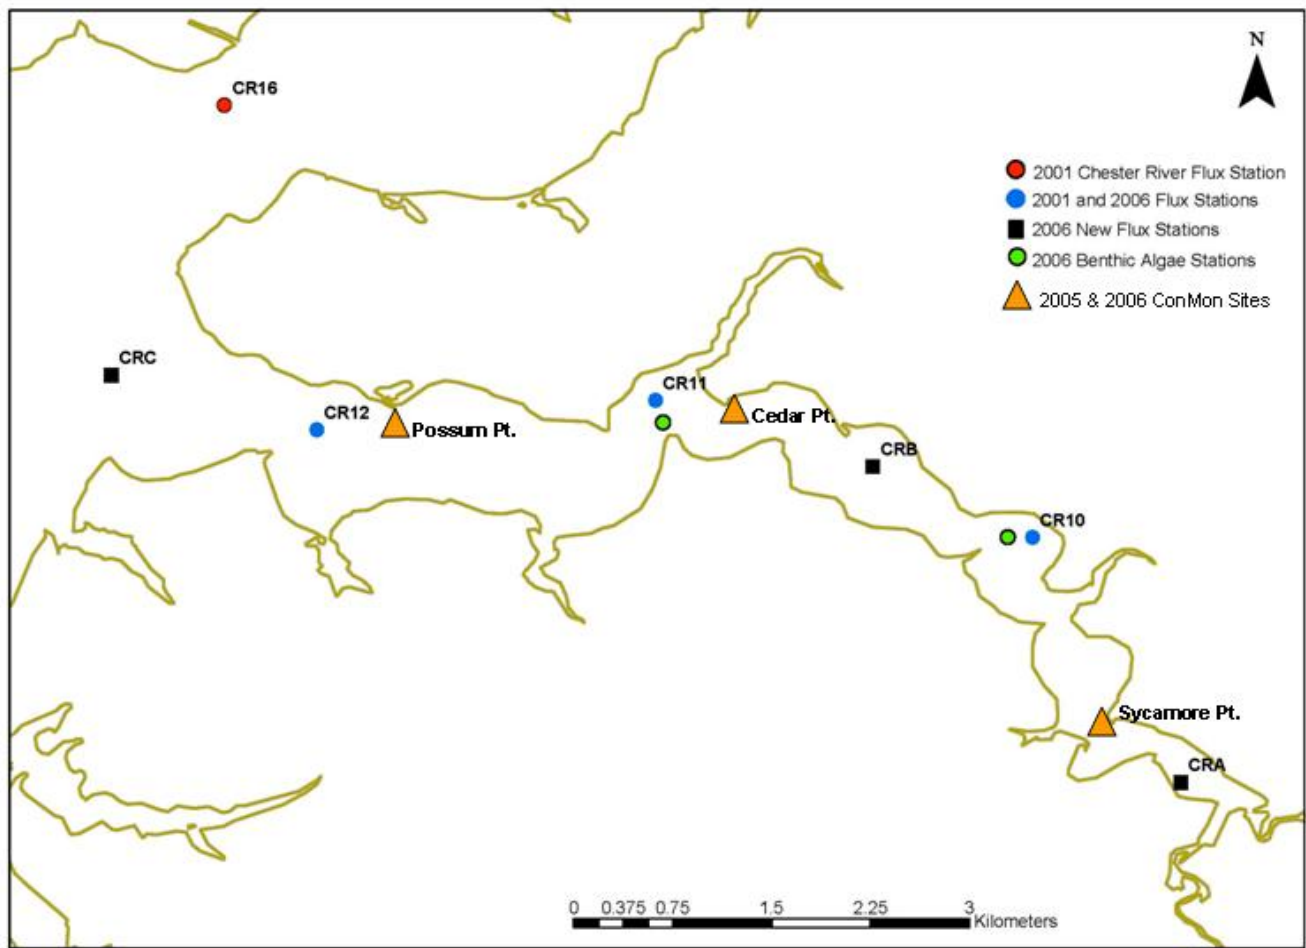 N
CR16
2001 Chester River Flux Station
2001 and 2006 Flux Stations
2006 New Flux Stations
2006 Benthic Algae Stations
2005 & 2006 ConMon Sites
CRC
CR12
Possum Pt.
CR11
Cedar Pt.
CRB
CR10
Sycamore Pt.
CRA
0 0.375 0.75 1.5 2.25 3
Kilometers